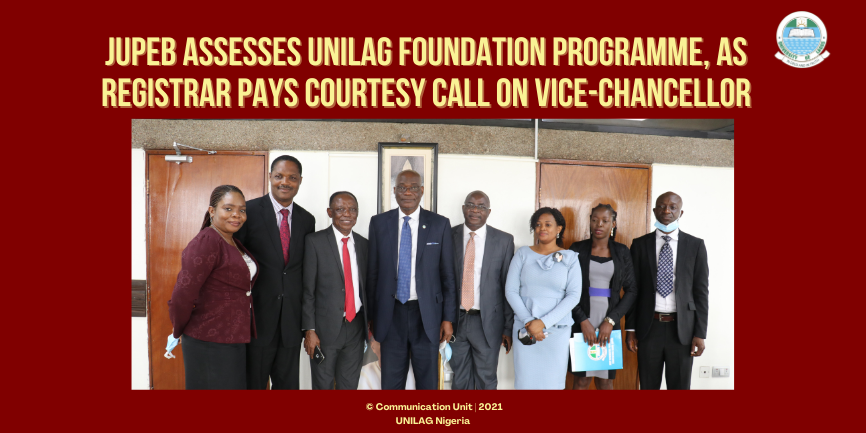 JUPEB ASSESSES UNILAG FOUNDATION PROGRAMME, AS
REGISTRAR PAYS COURTESY CALL ON VICE-CHANCELLOR
© Communication Unit | 2021
UNILAG Nigeria